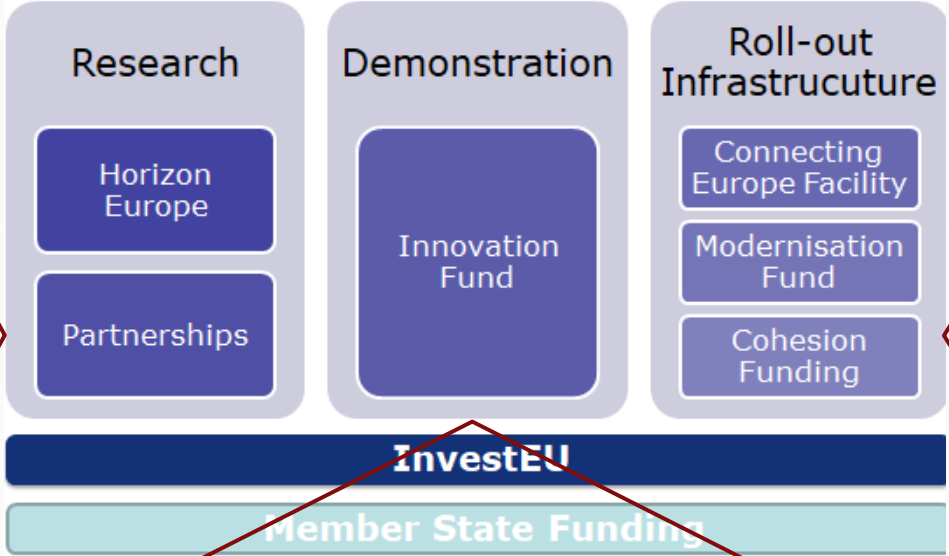 Research
Horizon
Europe
Partnerships
Demonstration
Innovation
Fund
Roll-out
Infrastrucuture
Connecting
Europe Facility
Modernisation
Fund
Cohesion
Funding
InvestEU
Member State Funding